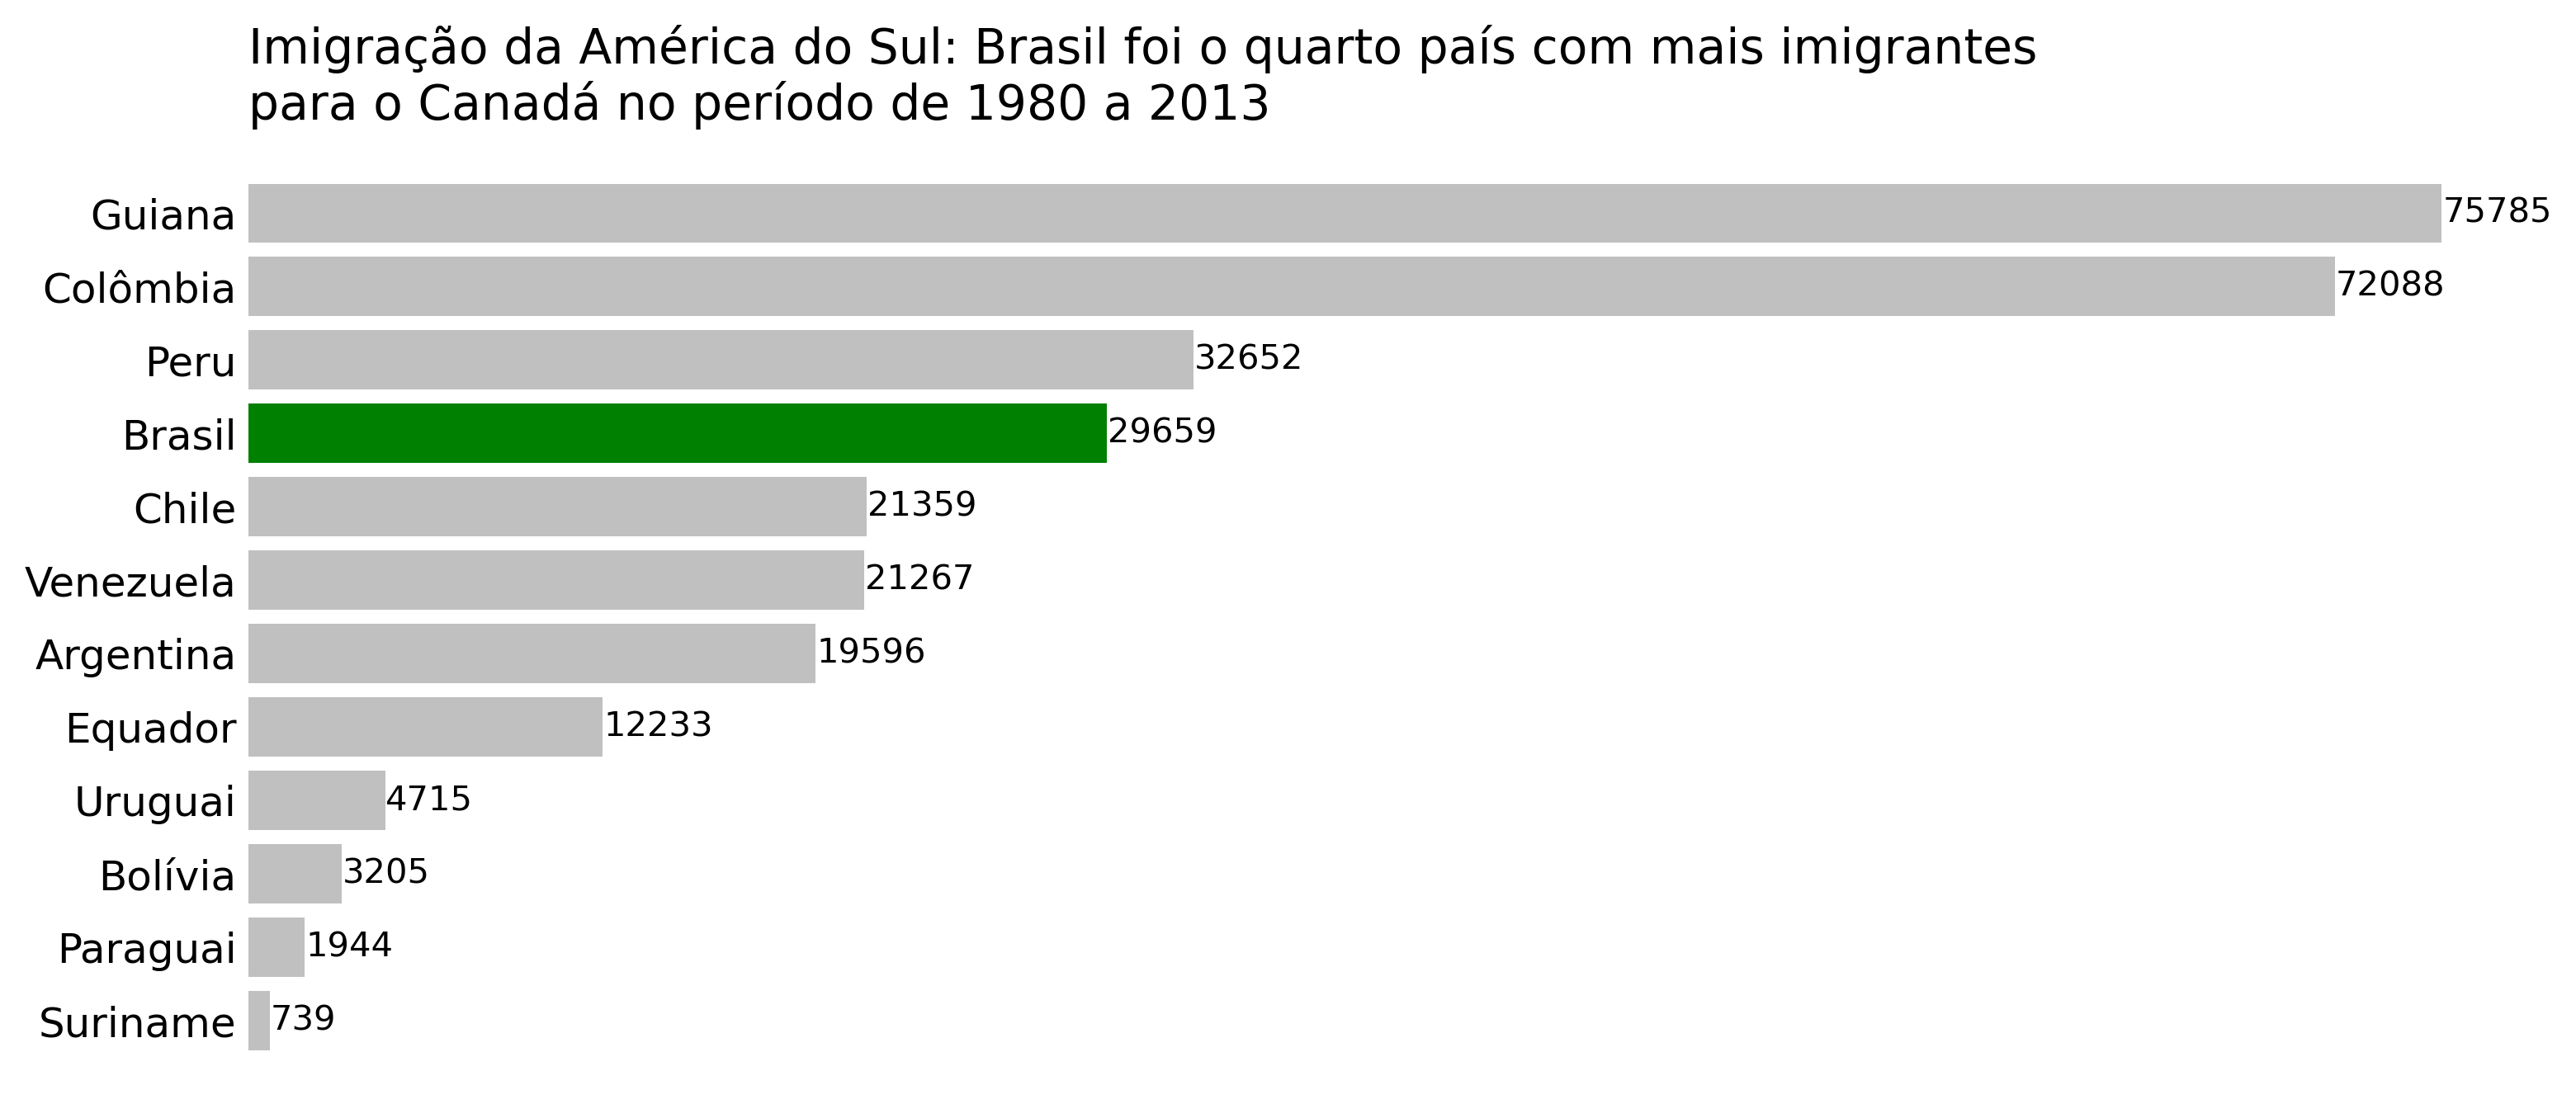 Imigração da América do Sul: Brasil foi o quarto país com mais imigrantes
para o Canadá no período de 1980 a 2013
Guiana 75785
Colômbia 72088
Peru 32652
Brasil 29659
Chile 21359
Venezuela 21267
Argentina 19596
Equador 12233
Uruguai 4715
Bolívia 3205
Paraguai 1944
Suriname 739